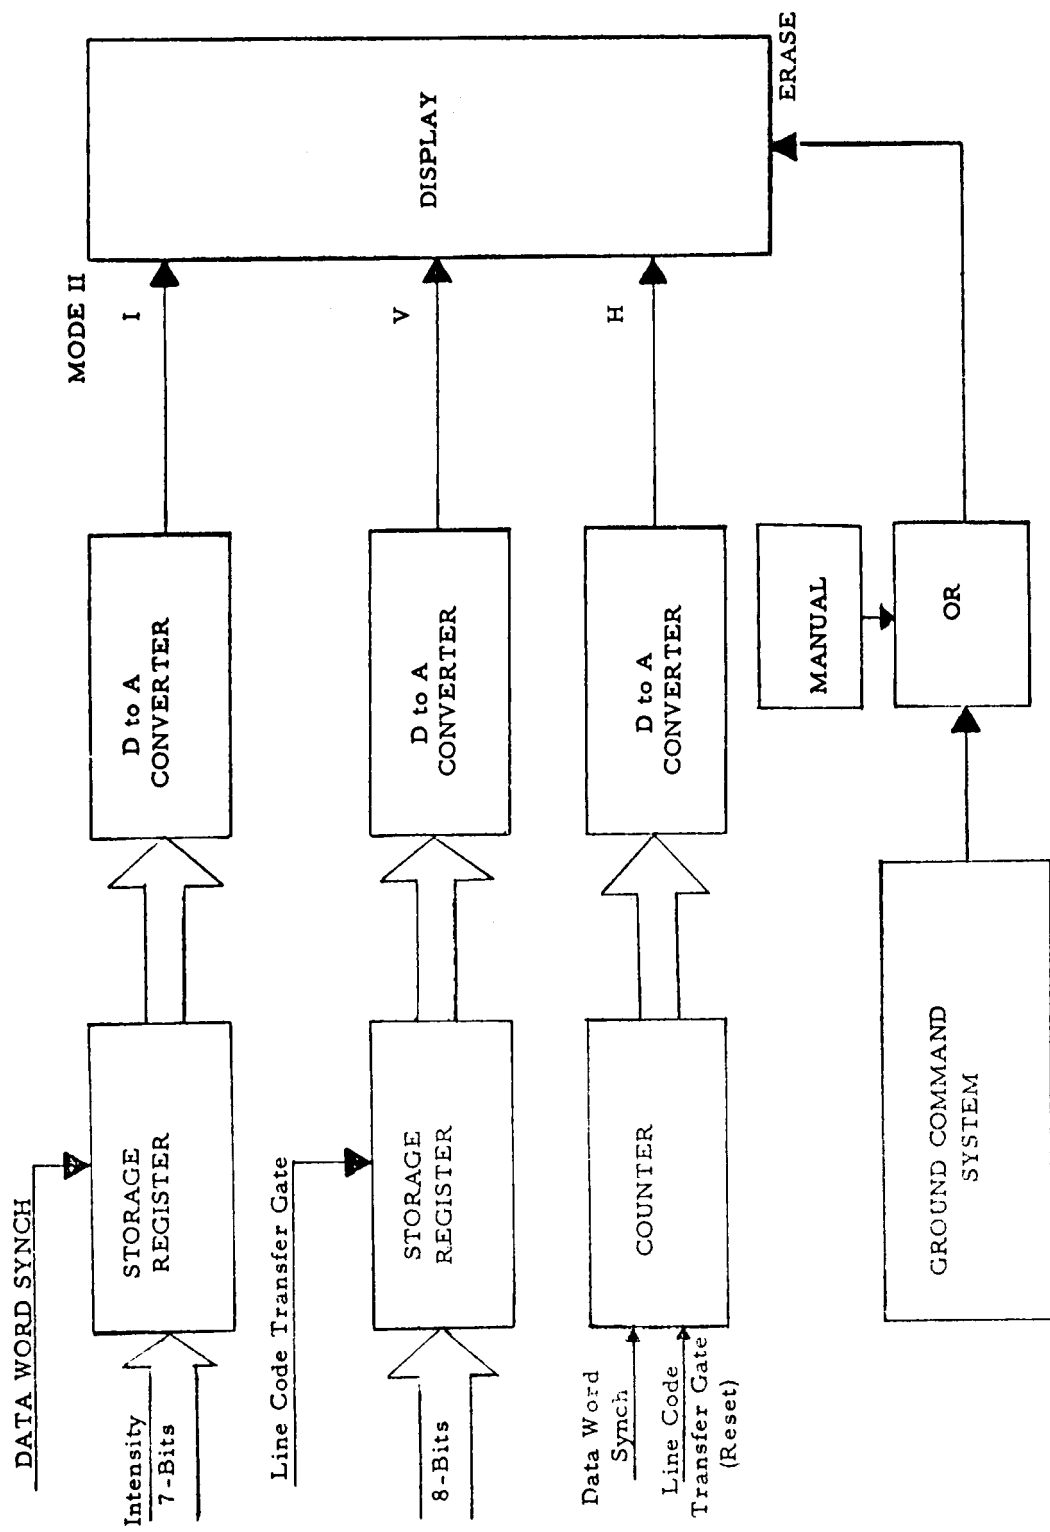 DATA WORD SYNCH
Intensity
7-Bits
STORAGE
REGISTER
D to A
CONVERTER
MODE II
I
Line Code Transfer Gate
8-Bits
STORAGE
REGISTER
D to A
CONVERTER
V
DISPLAY
Data Word
Synch
Line Code
Transfer Gate
(Reset)
COUNTER
D to A
CONVERTER
H
ERASE
MANUAL
OR
GROUND COMMAND
SYSTEM